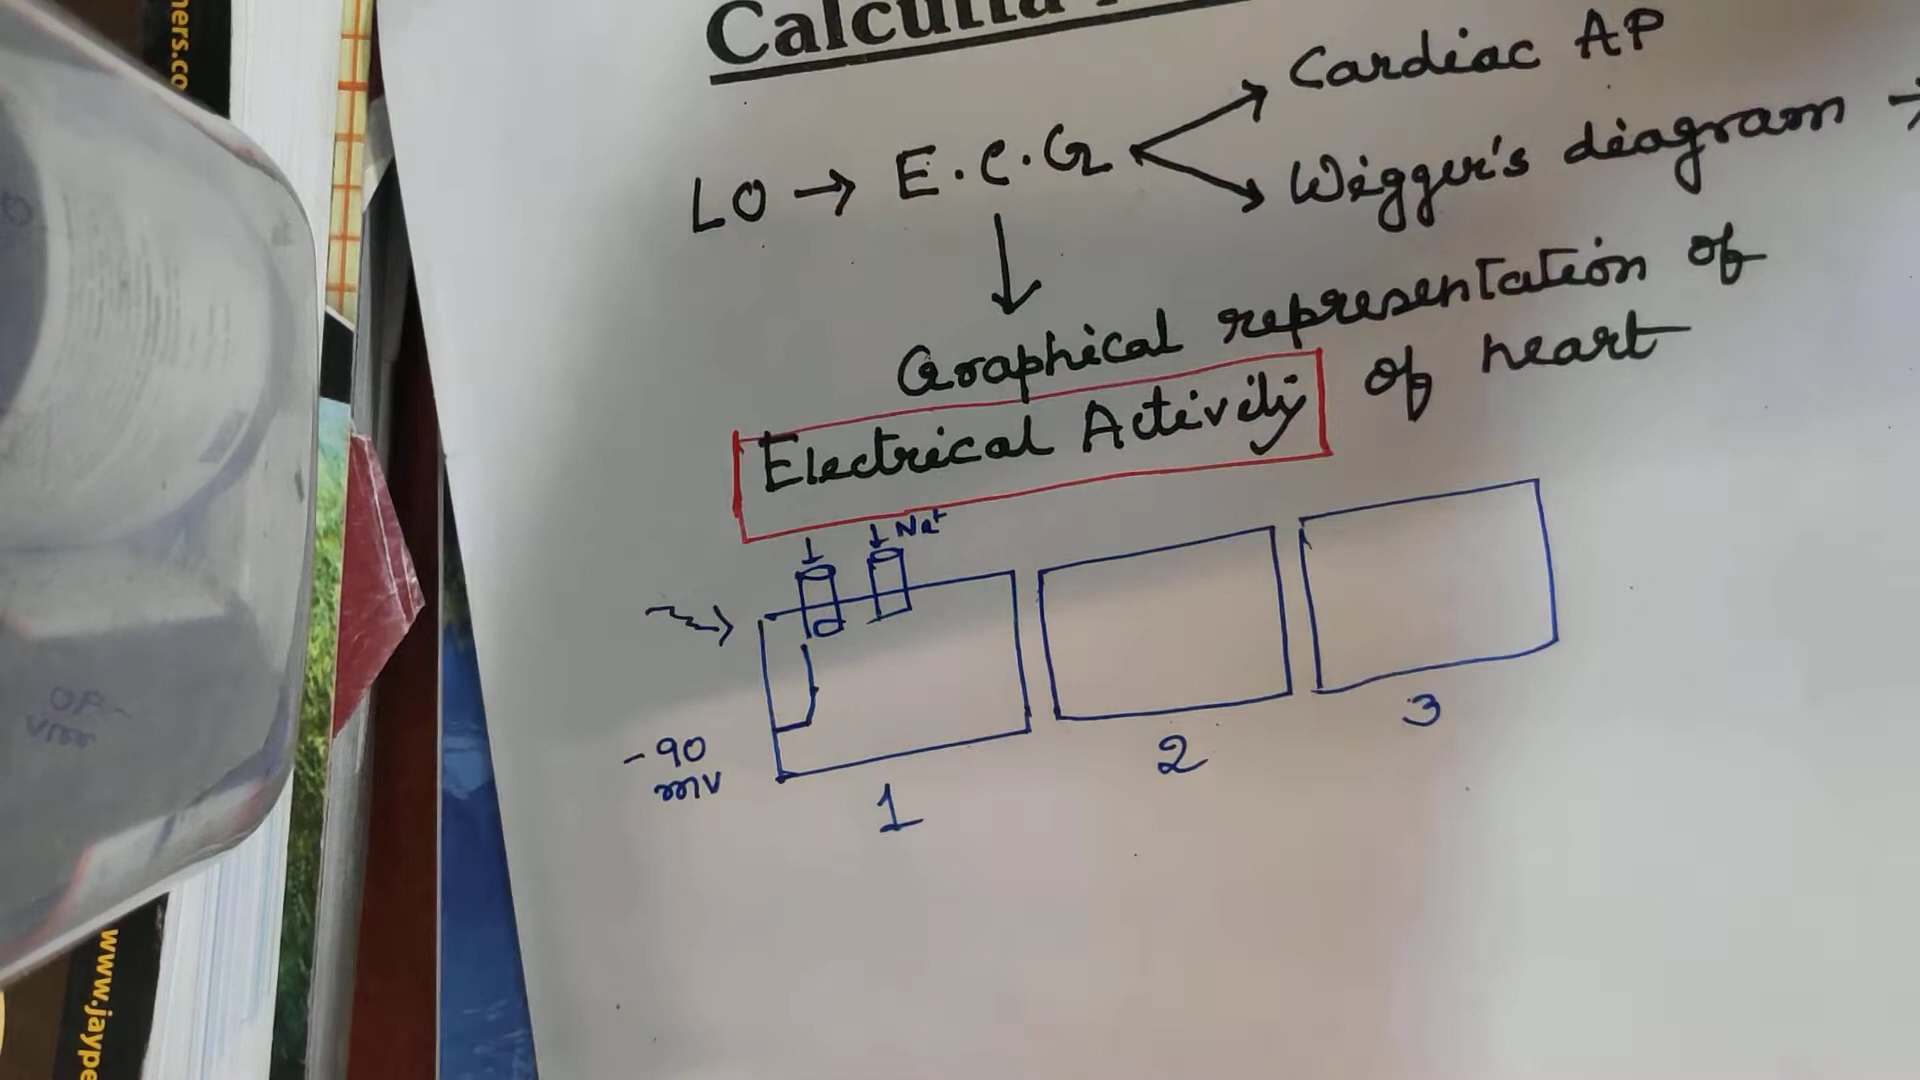 Cardiac AP
LO → E.C.G
Wigger's diagram →
Graphical representation of
Electrical Activity of heart
↓ ↓ Na+
-90
mV
1
2
3
www.jaype
ners.co